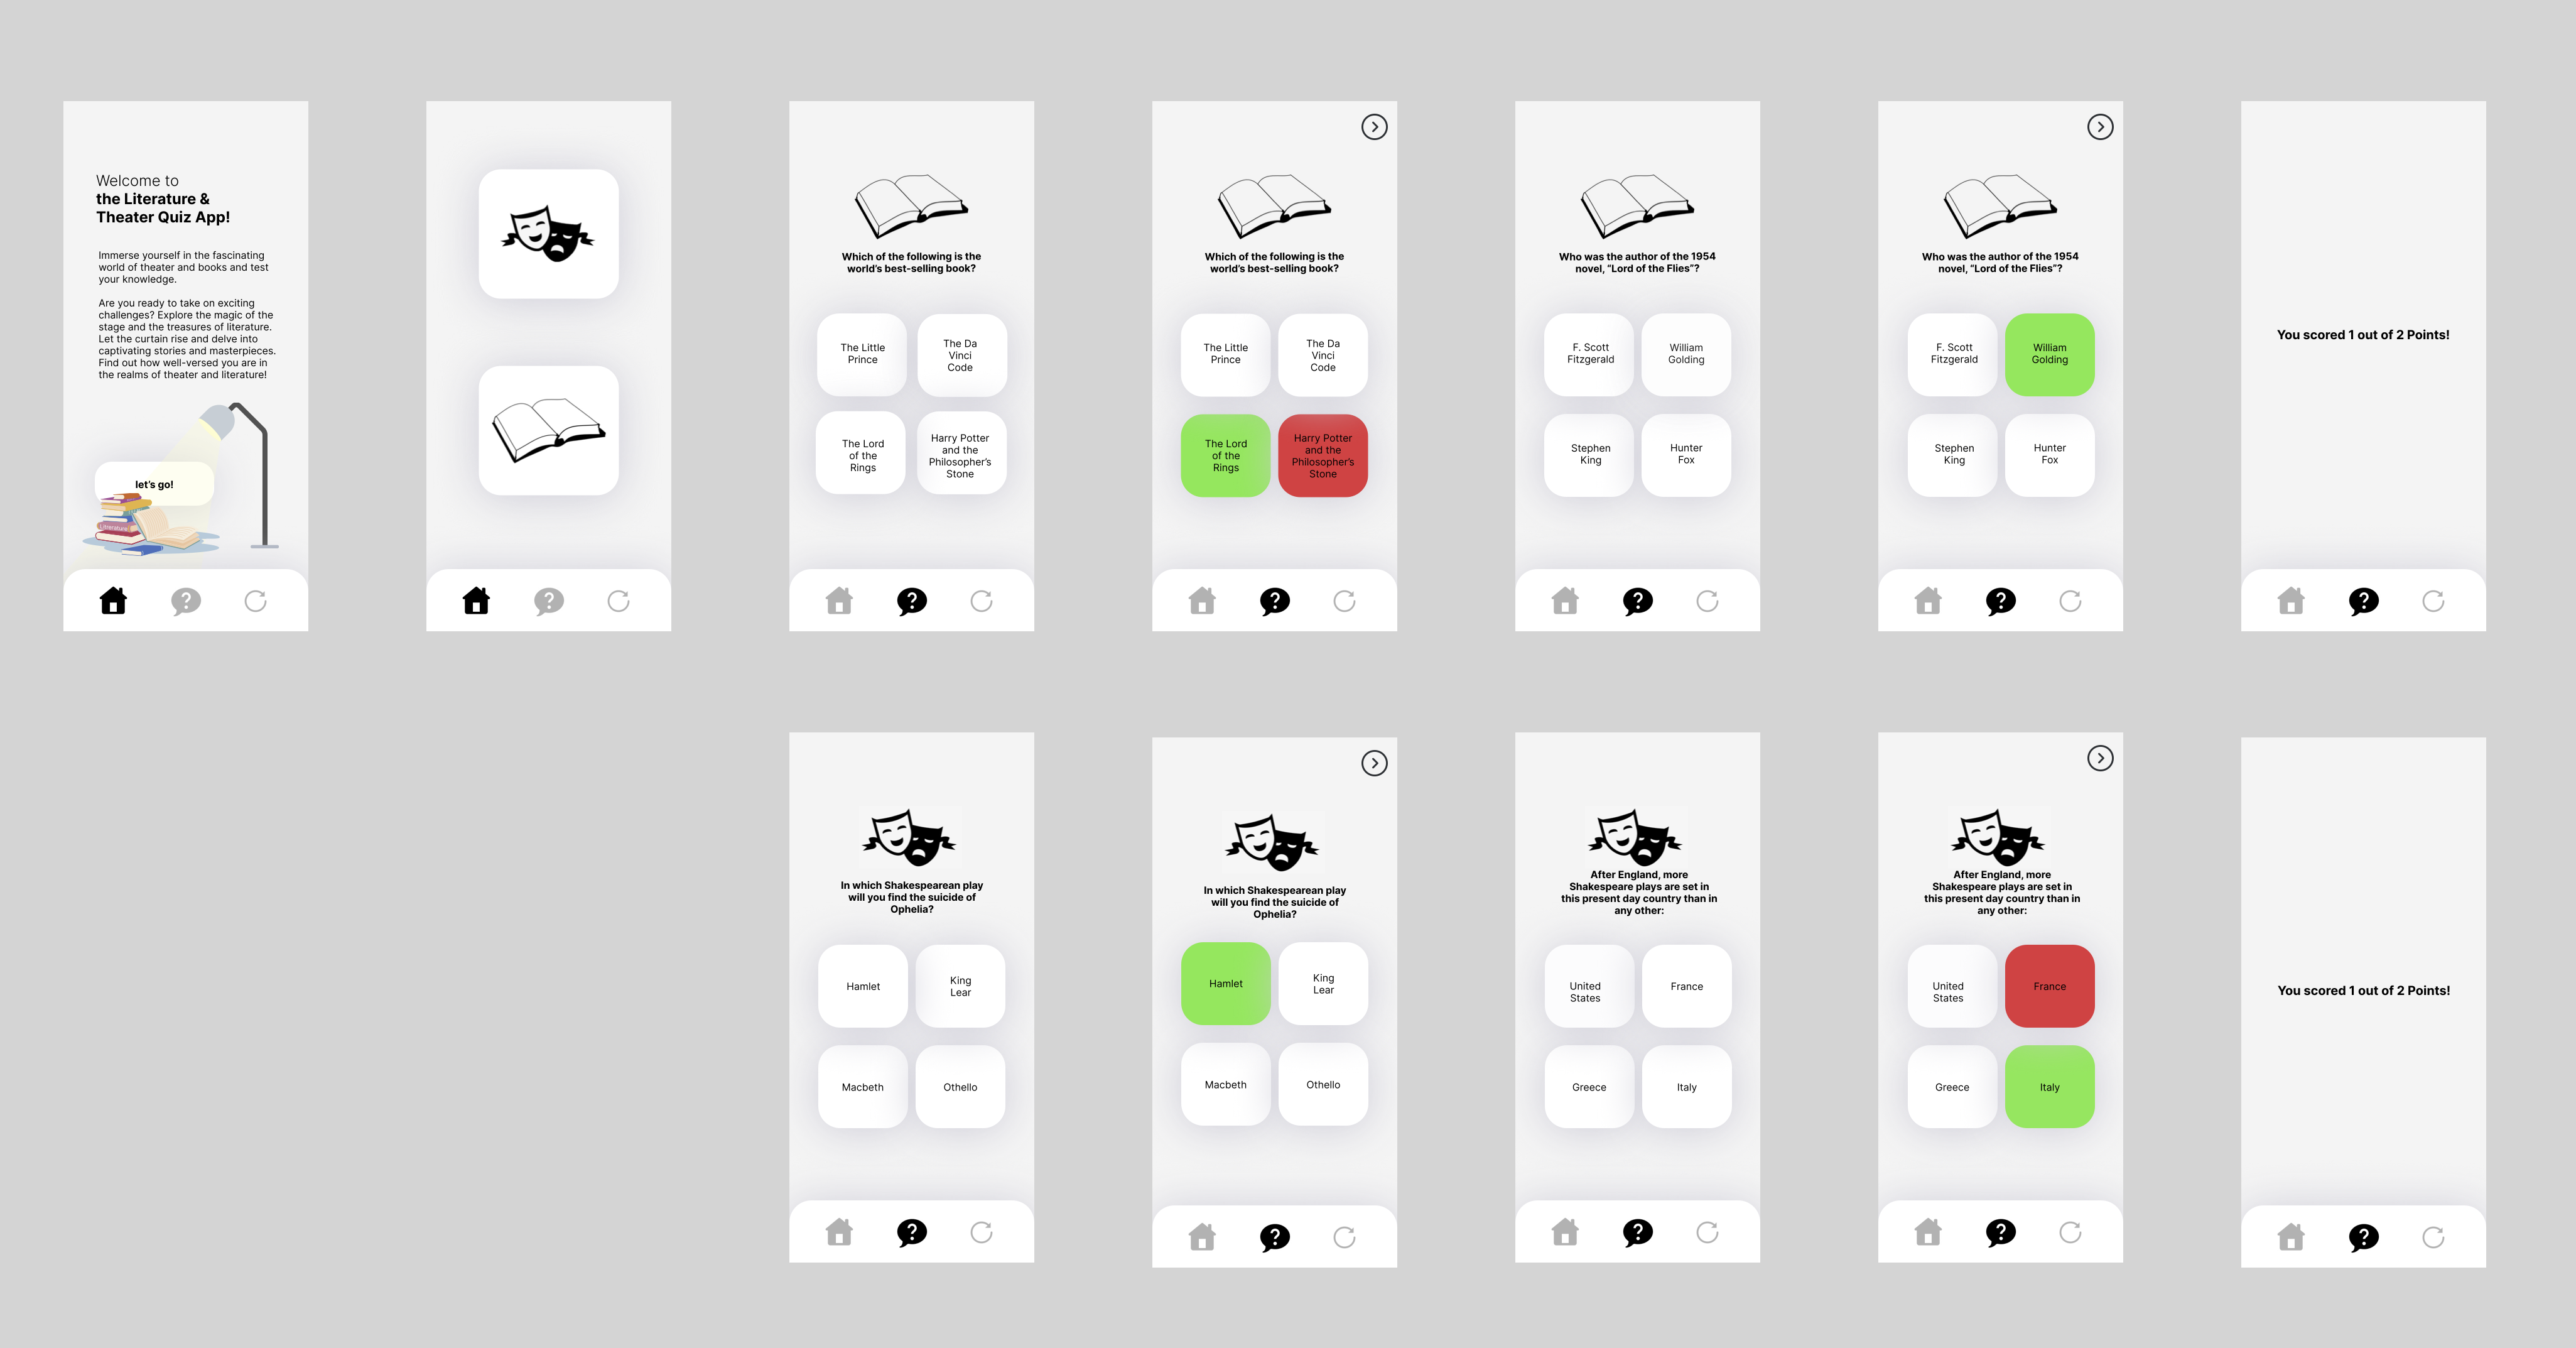 Welcome to
the Literature &
Theater Quiz App!
Immerse yourself in the fascinating
world of theater and books and test
your knowledge.
Are you ready to take on exciting
challenges? Explore the magic of the
stage and the treasures of literature.
Let the curtain rise and delve into
captivating stories and masterpieces.
Find out how well-versed you are in
the realms of theater and literature!
let's go!
Literature
Which of the following is the
world's best-selling book?
The Little
Prince
The Da
Vinci
Code
The Lord
of the
Rings
Harry Potter
and the
Philosopher's
Stone
Which of the following is the
world's best-selling book?
The Little
Prince
The Da
Vinci
Code
The Lord
of the
Rings
Harry Potter
and the
Philosopher's
Stone
Who was the author of the 1954
novel, “Lord of the Flies”?
F. Scott
Fitzgerald
William
Golding
Stephen
King
Hunter
Fox
Who was the author of the 1954
novel, “Lord of the Flies”?
F. Scott
Fitzgerald
William
Golding
Stephen
King
Hunter
Fox
You scored 1 out of 2 Points!
In which Shakespearean play
will you find the suicide of
Ophelia?
Hamlet
King
Lear
Macbeth
Othello
In which Shakespearean play
will you find the suicide of
Ophelia?
Hamlet
King
Lear
Macbeth
Othello
After England, more
Shakespeare plays are set in
this present day country than in
any other:
United
States
France
Greece
Italy
After England, more
Shakespeare plays are set in
this present day country than in
any other:
United
States
France
Greece
Italy
You scored 1 out of 2 Points!